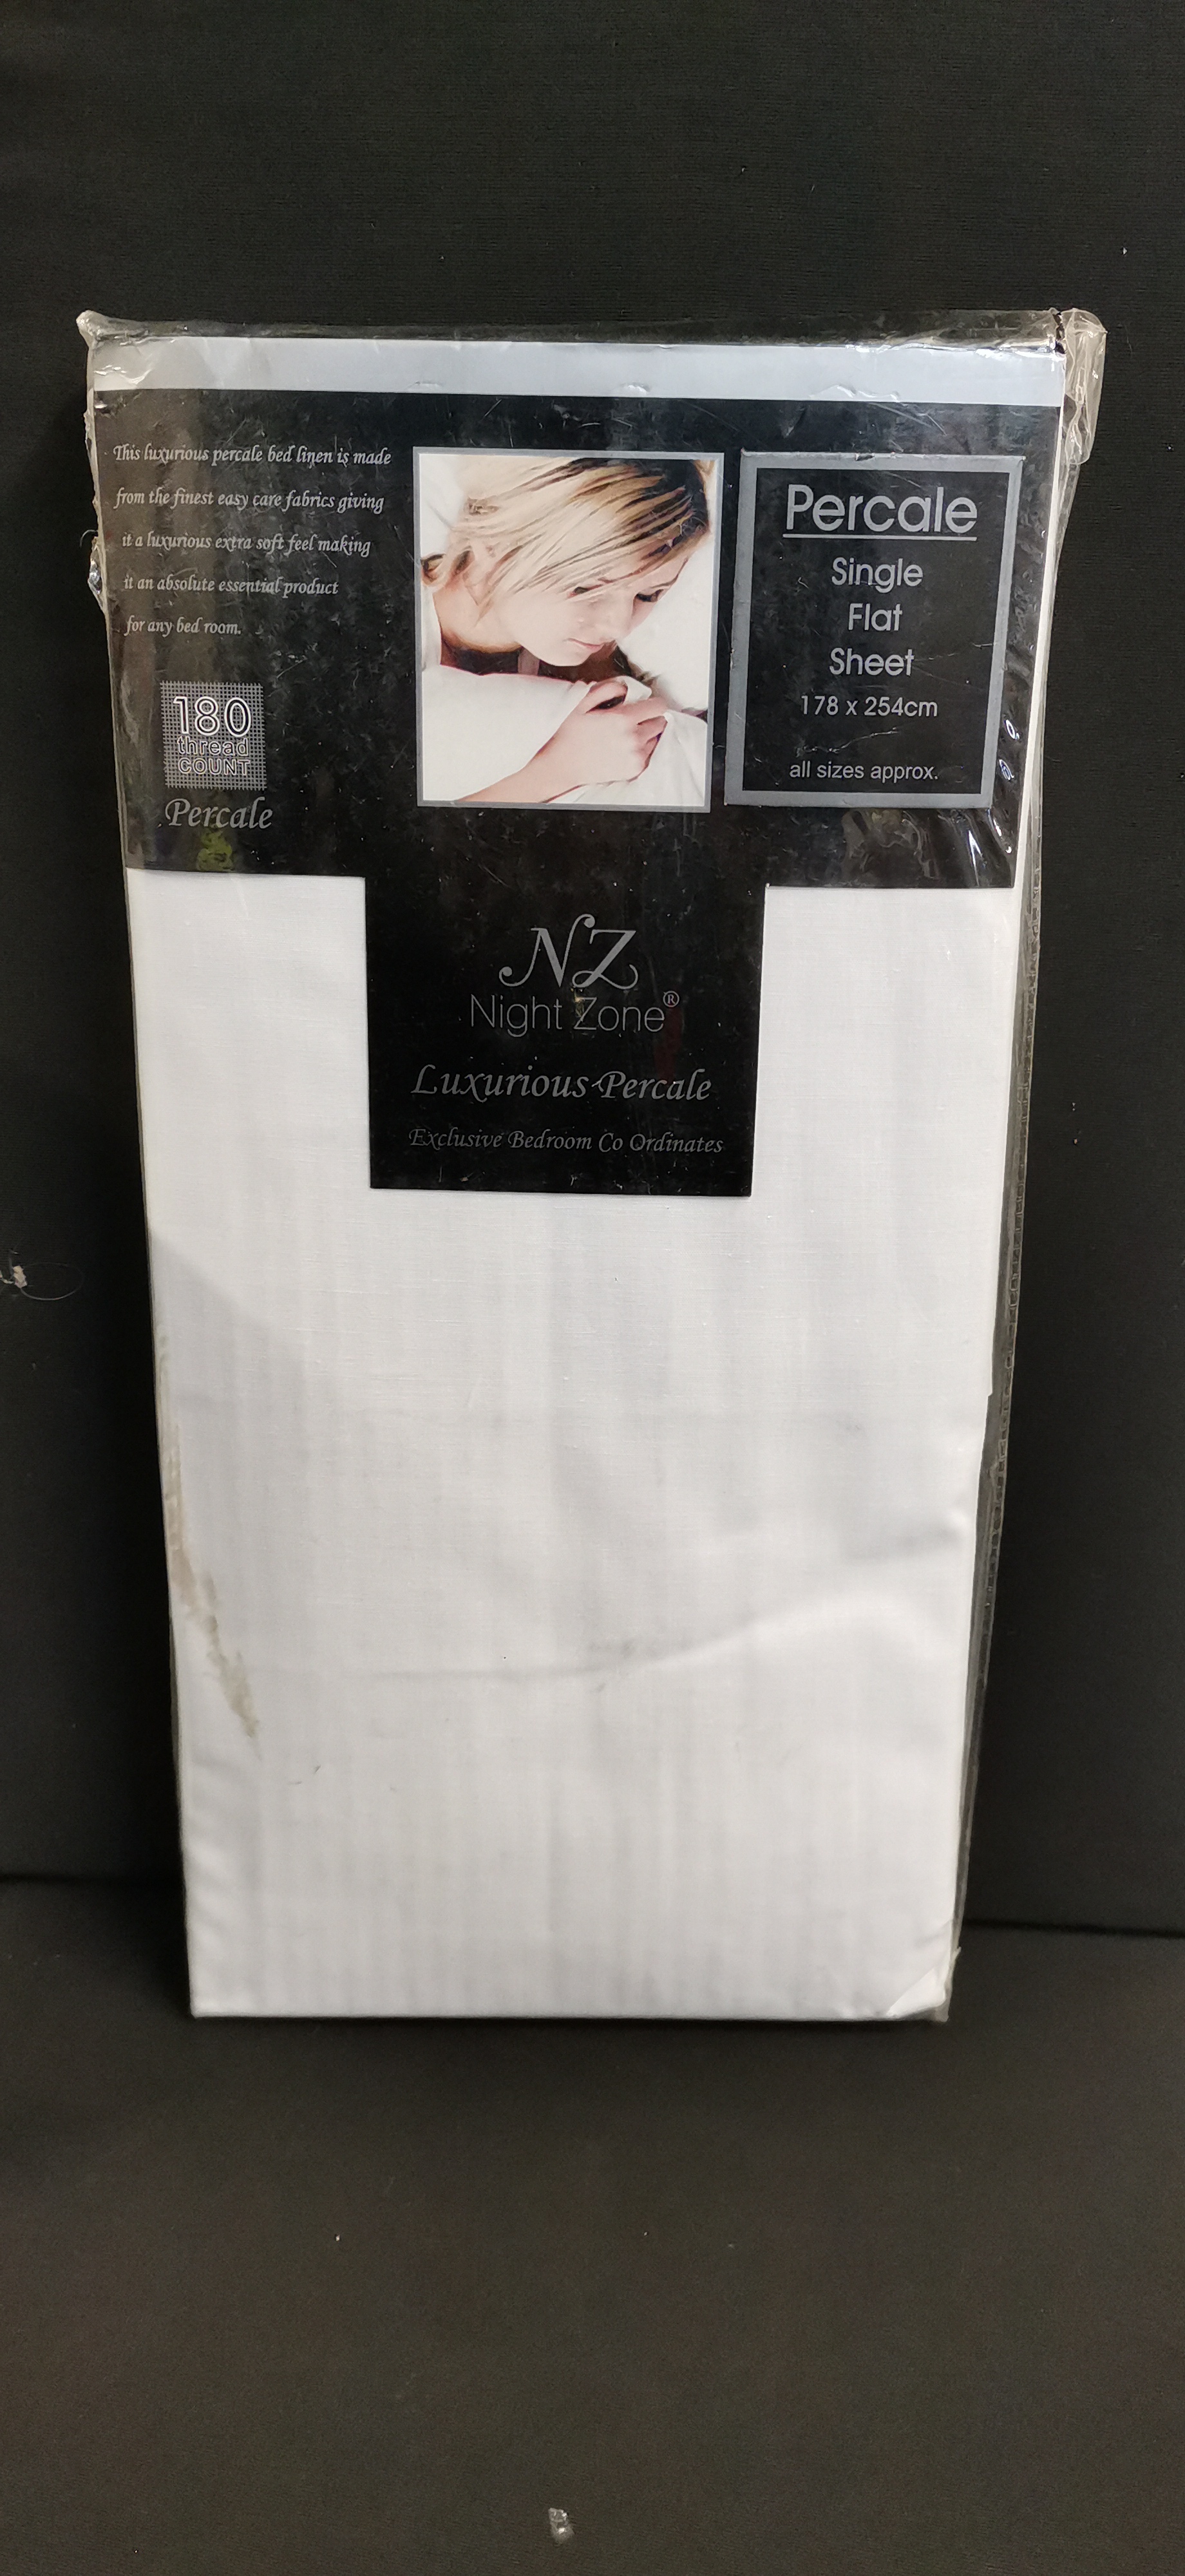 This luxurious percale bed linen is made
from the finest easy care fabrics giving
it a luxurious extra soft feel making
it an absolute essential product
for any bed room.
180
thread
COUNT
Percale
Percale
Single
Flat
Sheet
178 x 254cm
all sizes approx.
NZ
Night Zone®
Luxurious Percale
Exclusive Bedroom Co Ordinates